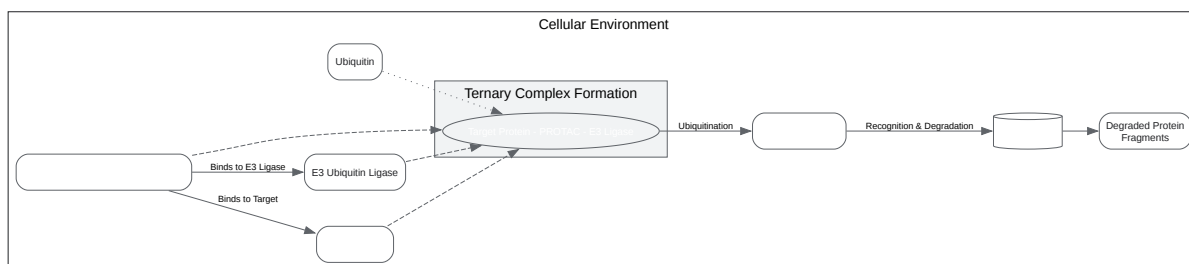 Cellular Environment
Ubiquitin
Ternary Complex Formation
Target Protein - PROTAC - E3 Ligase
Ubiquitination
Recognition & Degradation
Degraded Protein
Fragments
Binds to E3 Ligase
E3 Ubiquitin Ligase
Binds to Target